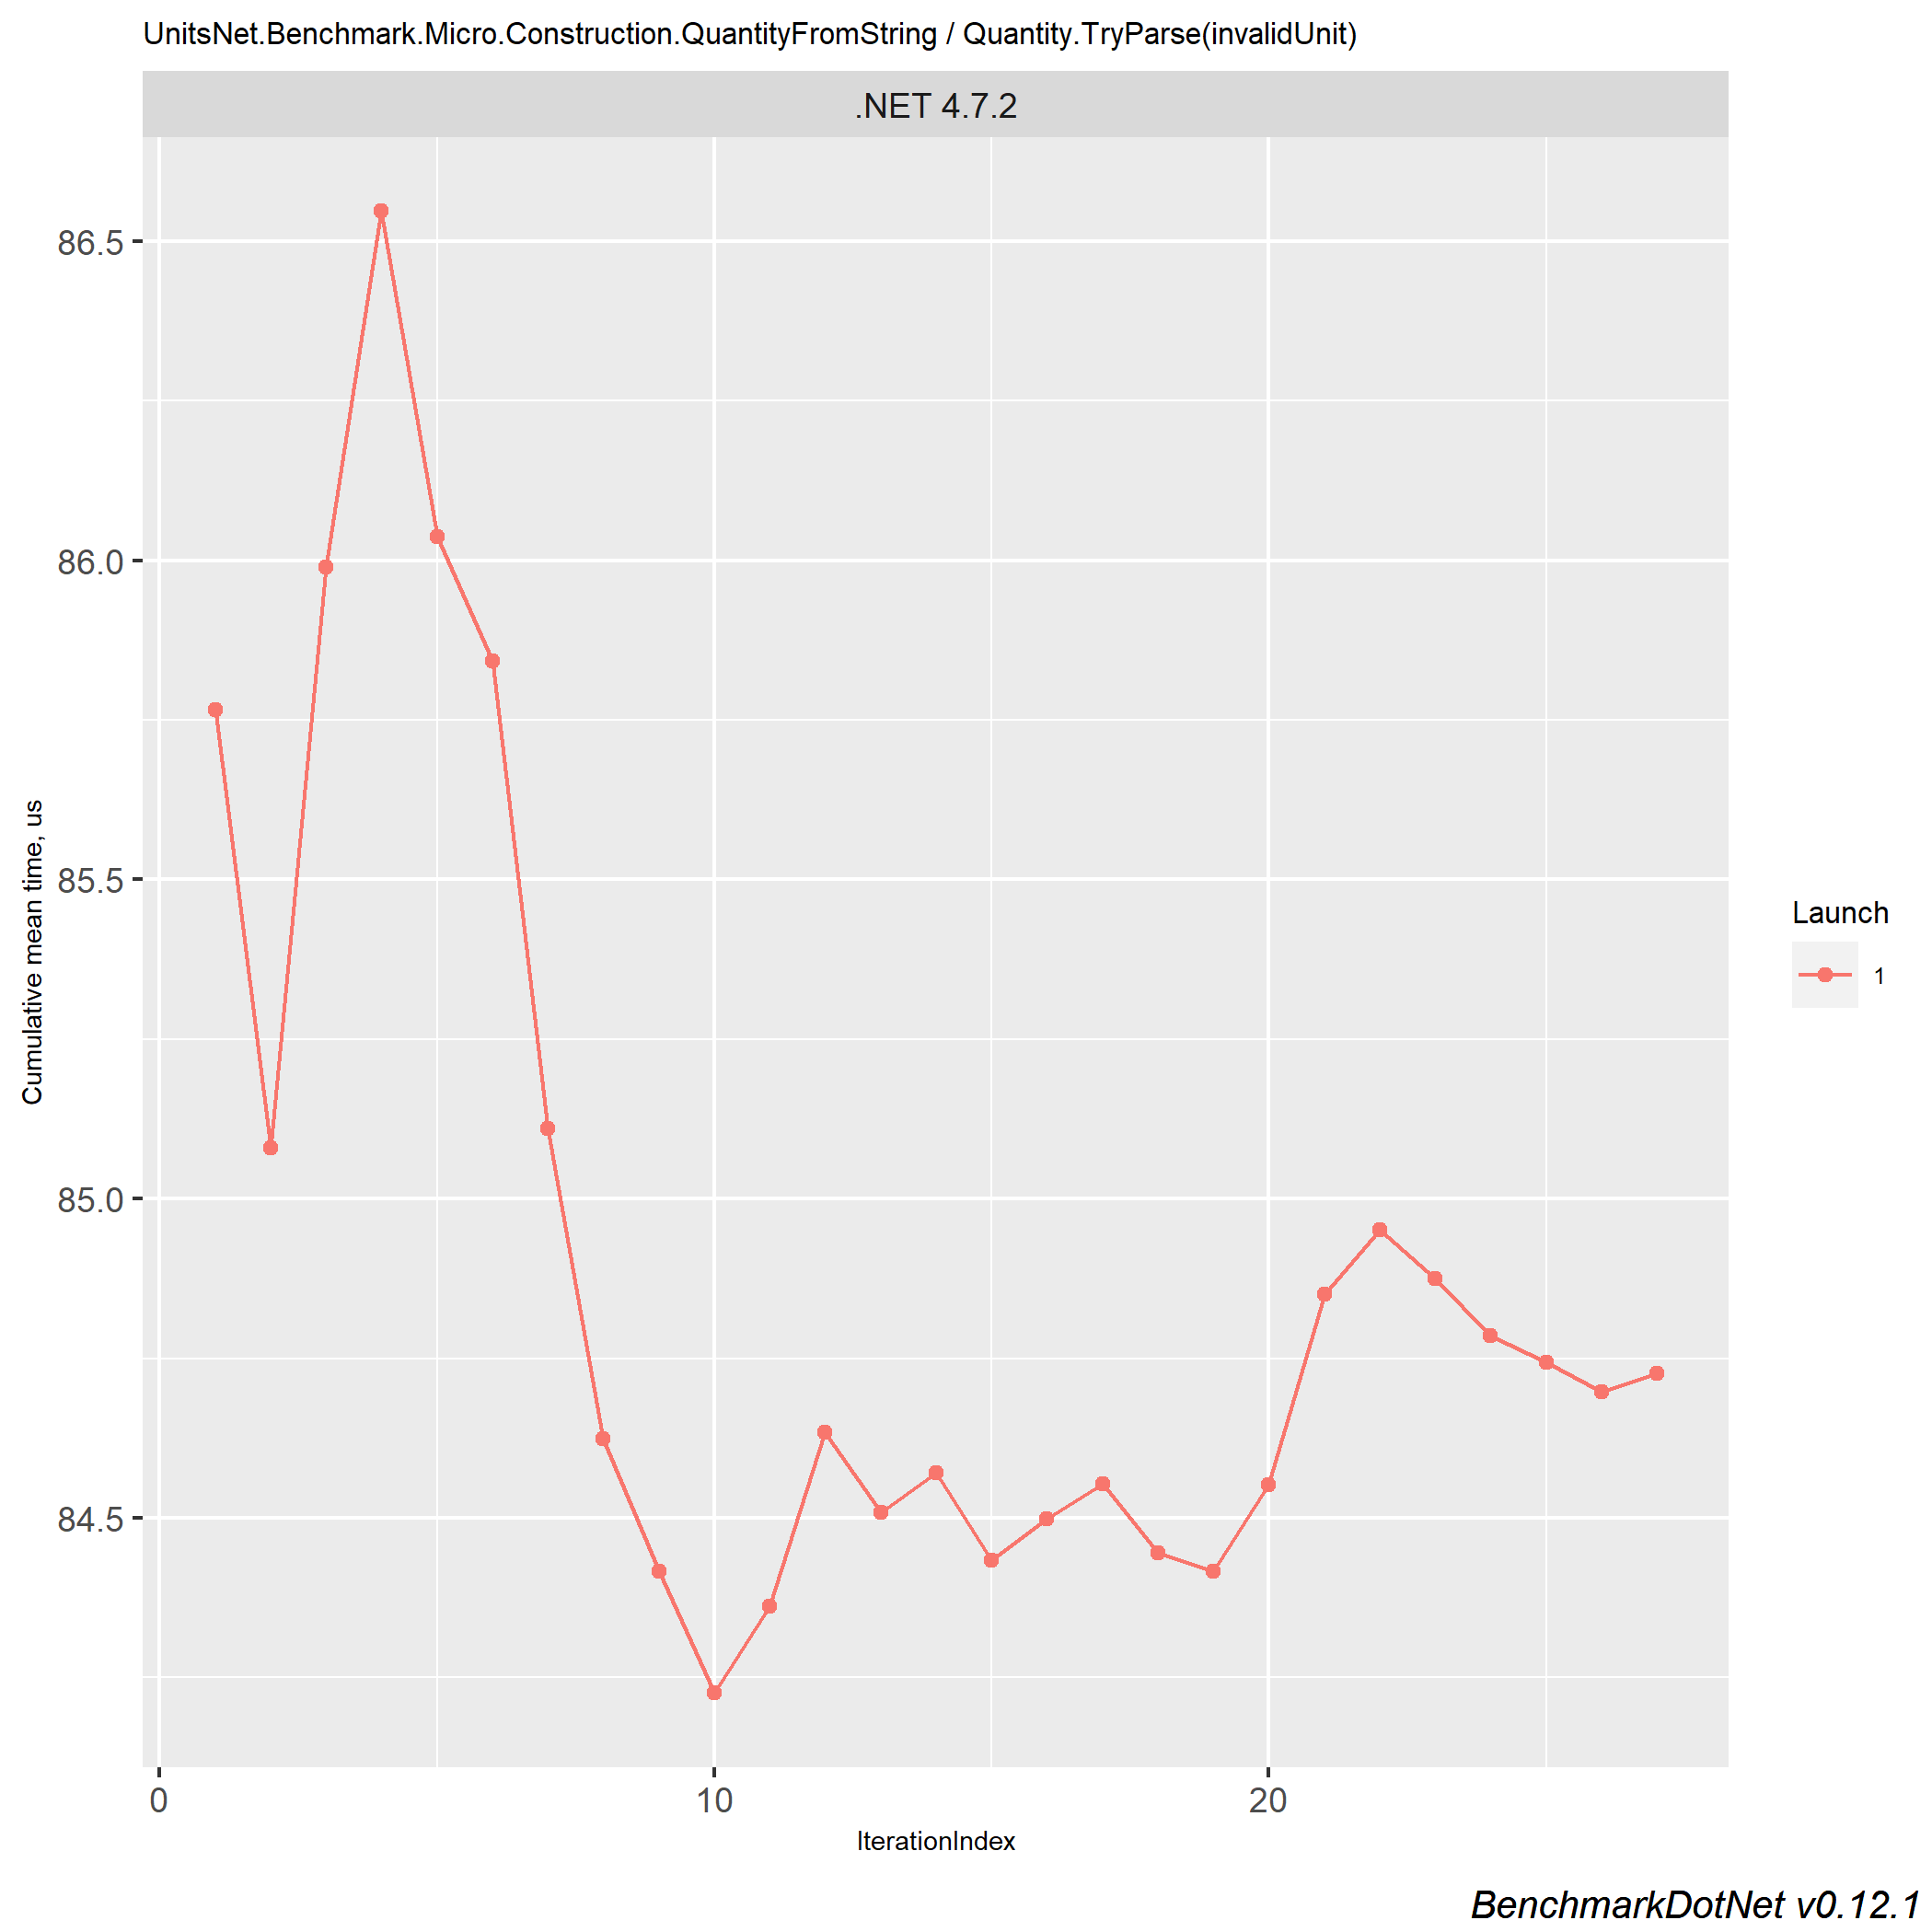 UnitsNet.Benchmark.Micro.Construction.QuantityFromString / Quantity.TryParse(invalidUnit)
.NET 4.7.2
86.5
86.0
85.5
85.0
84.5
Cumulative mean time, us
0
10
20
IterationIndex
Launch
1
BenchmarkDotNet v0.12.1